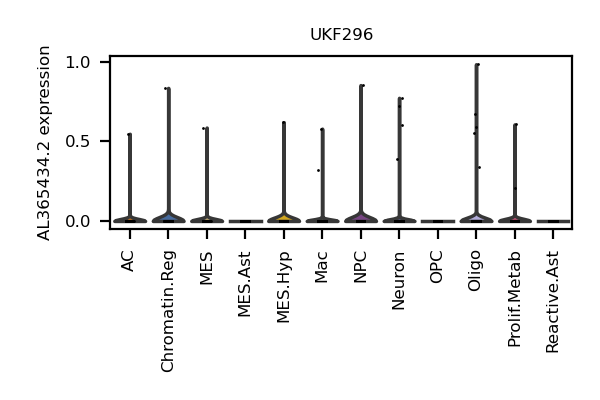 UKF296
AL365434.2 expression
1.0
0.5
0.0
AC
Chromatin.Reg
MES
MES.Ast
MES.Hyp
Mac
NPC
Neuron
OPC
Oligo
Prolif.Metab
Reactive.Ast